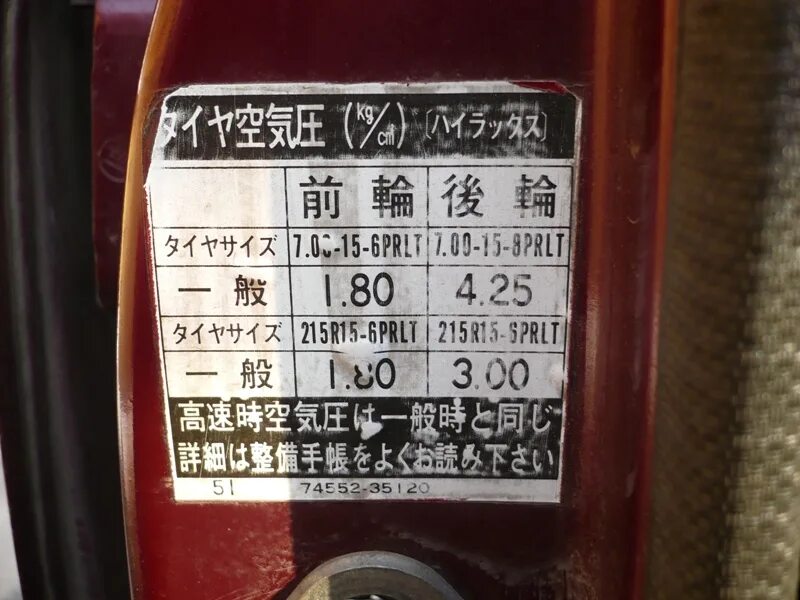 タイヤ空気圧 (kg/cm²) [ハイラックス]
前輪 後輪
タイヤサイズ 7.00-15-6PRLT 7.00-15-8PRLT
一般 1.80 4.25
タイヤサイズ 215R15-6PRLT 215R15-6PRLT
一般 1.80 3.00
高速時空気圧は一般時と同じ
詳細は整備手帳をよくお読み下さい
51 74552-35120